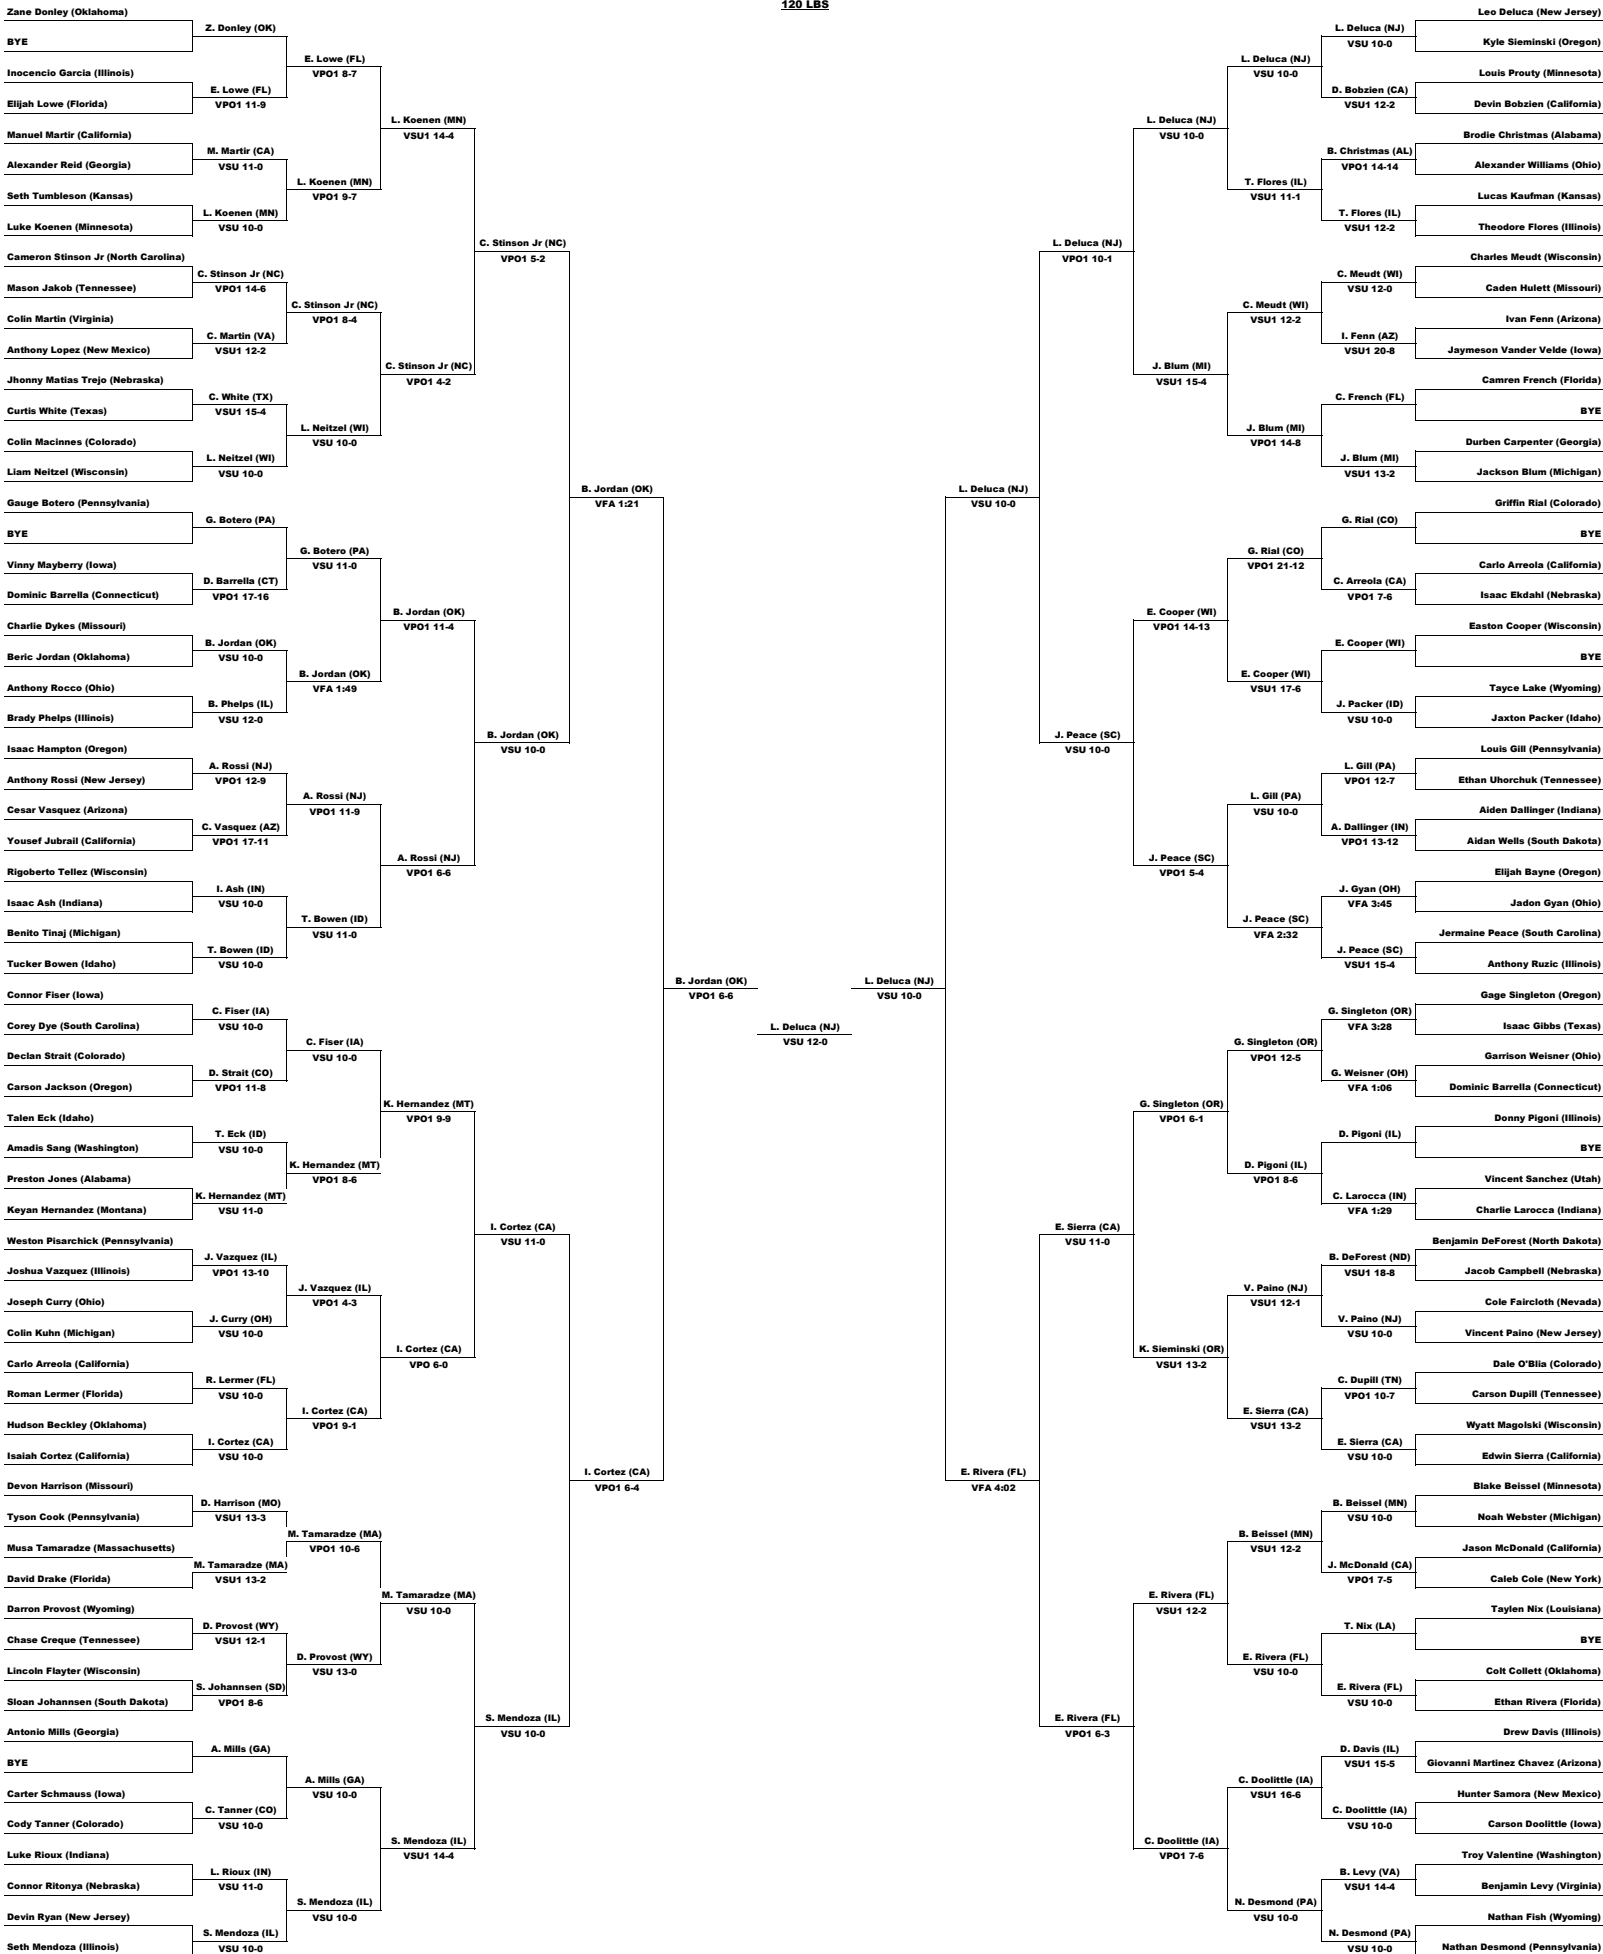 120 LBS
Zane Donley (Oklahoma)
BYE
Inocencio Garcia (Illinois)
Elijah Lowe (Florida)
Manuel Martir (California)
Alexander Reid (Georgia)
Seth Tumbleson (Kansas)
Luke Koenen (Minnesota)
Cameron Stinson Jr (North Carolina)
Mason Jakob (Tennessee)
Colin Martin (Virginia)
Anthony Lopez (New Mexico)
Jhonny Matias Trejo (Nebraska)
Curtis White (Texas)
Colin Macinnes (Colorado)
Liam Neitzel (Wisconsin)
Gauge Botero (Pennsylvania)
BYE
Vinny Mayberry (Iowa)
Dominic Barrella (Connecticut)
Charlie Dykes (Missouri)
Beric Jordan (Oklahoma)
Anthony Rocco (Ohio)
Brady Phelps (Illinois)
Isaac Hampton (Oregon)
Anthony Rossi (New Jersey)
Cesar Vasquez (Arizona)
Yousef Jubrail (California)
Rigoberto Tellez (Wisconsin)
Isaac Ash (Indiana)
Benito Tinaj (Michigan)
Tucker Bowen (Idaho)
Connor Fiser (Iowa)
Corey Dye (South Carolina)
Declan Strait (Colorado)
Carson Jackson (Oregon)
Talen Eck (Idaho)
Amadis Sang (Washington)
Preston Jones (Alabama)
Keyan Hernandez (Montana)
Weston Pisarchick (Pennsylvania)
Joshua Vazquez (Illinois)
Joseph Curry (Ohio)
Colin Kuhn (Michigan)
Carlo Arreola (California)
Roman Lermer (Florida)
Hudson Beckley (Oklahoma)
Isaiah Cortez (California)
Devon Harrison (Missouri)
Tyson Cook (Pennsylvania)
Musa Tamaradze (Massachusetts)
David Drake (Florida)
Darron Provost (Wyoming)
Chase Creque (Tennessee)
Lincoln Flayter (Wisconsin)
Sloan Johannsen (South Dakota)
Antonio Mills (Georgia)
BYE
Carter Schmauss (Iowa)
Cody Tanner (Colorado)
Luke Rioux (Indiana)
Connor Ritonya (Nebraska)
Devin Ryan (New Jersey)
Seth Mendoza (Illinois)
Z. Donley (OK)
E. Lowe (FL)
VPO1 11-9
M. Martir (CA)
VSU 11-0
L. Koenen (MN)
VSU 10-0
C. Stinson Jr (NC)
VPO1 14-6
C. Martin (VA)
VSU1 12-2
C. White (TX)
VSU1 15-4
L. Neitzel (WI)
VSU 10-0
G. Botero (PA)
D. Barrella (CT)
VPO1 17-16
B. Jordan (OK)
VSU 10-0
B. Phelps (IL)
VSU 12-0
A. Rossi (NJ)
VPO1 12-9
C. Vasquez (AZ)
VPO1 17-11
I. Ash (IN)
VSU 10-0
T. Bowen (ID)
VSU 10-0
C. Fiser (IA)
VSU 10-0
D. Strait (CO)
VPO1 11-8
T. Eck (ID)
VSU 10-0
K. Hernandez (MT)
VSU 11-0
J. Vazquez (IL)
VPO1 13-10
J. Curry (OH)
VSU 10-0
R. Lermer (FL)
VSU 10-0
I. Cortez (CA)
VSU 10-0
D. Harrison (MO)
VSU1 13-3
M. Tamaradze (MA)
VSU1 13-2
D. Provost (WY)
VSU1 12-1
S. Johannsen (SD)
VPO1 8-6
A. Mills (GA)
C. Tanner (CO)
VSU 10-0
L. Rioux (IN)
VSU 11-0
S. Mendoza (IL)
VSU 10-0
E. Lowe (FL)
VPO1 8-7
L. Koenen (MN)
VPO1 9-7
C. Stinson Jr (NC)
VPO1 8-4
L. Neitzel (WI)
VSU 10-0
G. Botero (PA)
VSU 11-0
B. Jordan (OK)
VFA 1:49
A. Rossi (NJ)
VPO1 11-9
T. Bowen (ID)
VSU 11-0
C. Fiser (IA)
VSU 10-0
K. Hernandez (MT)
VPO1 8-6
J. Vazquez (IL)
VPO1 4-3
I. Cortez (CA)
VPO1 9-1
M. Tamaradze (MA)
VPO1 10-6
D. Provost (WY)
VSU 13-0
A. Mills (GA)
VSU 10-0
S. Mendoza (IL)
VSU 10-0
L. Koenen (MN)
VSU1 14-4
C. Stinson Jr (NC)
VPO1 4-2
B. Jordan (OK)
VPO1 11-4
A. Rossi (NJ)
VPO1 6-6
K. Hernandez (MT)
VPO1 9-9
I. Cortez (CA)
VPO 6-0
M. Tamaradze (MA)
VSU 10-0
S. Mendoza (IL)
VSU1 14-4
C. Stinson Jr (NC)
VPO1 5-2
B. Jordan (OK)
VSU 10-0
I. Cortez (CA)
VSU 11-0
S. Mendoza (IL)
VSU 10-0
B. Jordan (OK)
VFA 1:21
I. Cortez (CA)
VPO1 6-4
B. Jordan (OK)
VPO1 6-6
L. Deluca (NJ)
VSU 12-0
L. Deluca (NJ)
VSU 10-0
L. Deluca (NJ)
VSU 10-0
E. Rivera (FL)
VFA 4:02
L. Deluca (NJ)
VPO1 10-1
J. Peace (SC)
VSU 10-0
E. Sierra (CA)
VSU 11-0
E. Rivera (FL)
VPO1 6-3
L. Deluca (NJ)
VSU 10-0
J. Blum (MI)
VSU1 15-4
E. Cooper (WI)
VPO1 14-13
J. Peace (SC)
VPO1 5-4
G. Singleton (OR)
VPO1 6-1
K. Sieminski (OR)
VSU1 13-2
E. Rivera (FL)
VSU1 12-2
C. Doolittle (IA)
VPO1 7-6
L. Deluca (NJ)
VSU 10-0
T. Flores (IL)
VSU1 11-1
C. Meudt (WI)
VSU1 12-2
J. Blum (MI)
VPO1 14-8
G. Rial (CO)
VPO1 21-12
E. Cooper (WI)
VSU1 17-6
L. Gill (PA)
VSU 10-0
J. Peace (SC)
VFA 2:32
G. Singleton (OR)
VPO1 12-5
D. Pigoni (IL)
VPO1 8-6
V. Paino (NJ)
VSU1 12-1
E. Sierra (CA)
VSU1 13-2
B. Beissel (MN)
VSU1 12-2
E. Rivera (FL)
VSU 10-0
C. Doolittle (IA)
VSU1 16-6
N. Desmond (PA)
VSU 10-0
L. Deluca (NJ)
VSU 10-0
D. Bobzien (CA)
VSU1 12-2
B. Christmas (AL)
VPO1 14-14
T. Flores (IL)
VSU1 12-2
C. Meudt (WI)
VSU 12-0
I. Fenn (AZ)
VSU1 20-8
C. French (FL)
J. Blum (MI)
VSU1 13-2
G. Rial (CO)
C. Arreola (CA)
VPO1 7-6
E. Cooper (WI)
J. Packer (ID)
VSU 10-0
L. Gill (PA)
VPO1 12-7
A. Dallinger (IN)
VPO1 13-12
J. Gyan (OH)
VFA 3:45
J. Peace (SC)
VSU1 15-4
G. Singleton (OR)
VFA 3:28
G. Weisner (OH)
VFA 1:06
D. Pigoni (IL)
C. Larocca (IN)
VFA 1:29
B. DeForest (ND)
VSU1 18-8
V. Paino (NJ)
VSU 10-0
C. Dupill (TN)
VPO1 10-7
E. Sierra (CA)
VSU 10-0
B. Beissel (MN)
VSU 10-0
J. McDonald (CA)
VPO1 7-5
T. Nix (LA)
E. Rivera (FL)
VSU 10-0
D. Davis (IL)
VSU1 15-5
C. Doolittle (IA)
VSU 10-0
B. Levy (VA)
VSU1 14-4
N. Desmond (PA)
VSU 10-0
Leo Deluca (New Jersey)
Kyle Sieminski (Oregon)
Louis Prouty (Minnesota)
Devin Bobzien (California)
Brodie Christmas (Alabama)
Alexander Williams (Ohio)
Lucas Kaufman (Kansas)
Theodore Flores (Illinois)
Charles Meudt (Wisconsin)
Caden Hulett (Missouri)
Ivan Fenn (Arizona)
Jaymeson Vander Velde (Iowa)
Camren French (Florida)
BYE
Durben Carpenter (Georgia)
Jackson Blum (Michigan)
Griffin Rial (Colorado)
BYE
Carlo Arreola (California)
Isaac Ekdahl (Nebraska)
Easton Cooper (Wisconsin)
BYE
Tayce Lake (Wyoming)
Jaxton Packer (Idaho)
Louis Gill (Pennsylvania)
Ethan Uhorchuk (Tennessee)
Aiden Dallinger (Indiana)
Aidan Wells (South Dakota)
Elijah Bayne (Oregon)
Jadon Gyan (Ohio)
Jermaine Peace (South Carolina)
Anthony Ruzic (Illinois)
Gage Singleton (Oregon)
Isaac Gibbs (Texas)
Garrison Weisner (Ohio)
Dominic Barrella (Connecticut)
Donny Pigoni (Illinois)
BYE
Vincent Sanchez (Utah)
Charlie Larocca (Indiana)
Benjamin DeForest (North Dakota)
Jacob Campbell (Nebraska)
Cole Faircloth (Nevada)
Vincent Paino (New Jersey)
Dale O'Blia (Colorado)
Carson Dupill (Tennessee)
Wyatt Magolski (Wisconsin)
Edwin Sierra (California)
Blake Beissel (Minnesota)
Noah Webster (Michigan)
Jason McDonald (California)
Caleb Cole (New York)
Taylen Nix (Louisiana)
BYE
Colt Collett (Oklahoma)
Ethan Rivera (Florida)
Drew Davis (Illinois)
Giovanni Martinez Chavez (Arizona)
Hunter Samora (New Mexico)
Carson Doolittle (Iowa)
Troy Valentine (Washington)
Benjamin Levy (Virginia)
Nathan Fish (Wyoming)
Nathan Desmond (Pennsylvania)